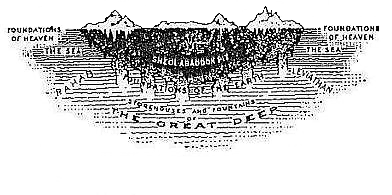 FOUNDATIONS OF HEAVEN
FOUNDATIONS OF HEAVEN
THE SEA
THE SEA
SHEOL ABADDON PIT
RAHAB
FOUNDATIONS OF THE EARTH
LEVIATHAN
STOREHOUSES AND FOUNTAINS
OF
THE GREAT DEEP